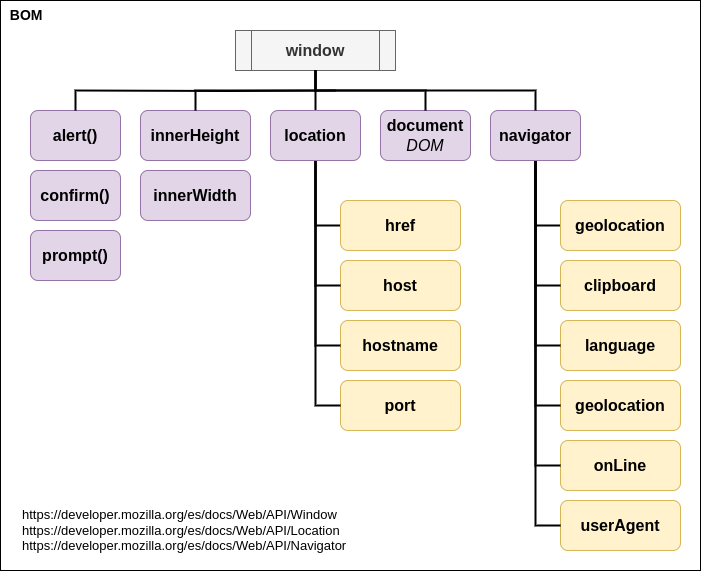 BOM
window
alert()
innerHeight
location
document
DOM
navigator
confirm()
innerWidth
prompt()
href
host
hostname
port
geolocation
clipboard
language
geolocation
onLine
userAgent
https://developer.mozilla.org/es/docs/Web/API/Window
https://developer.mozilla.org/es/docs/Web/API/Location
https://developer.mozilla.org/es/docs/Web/API/Navigator